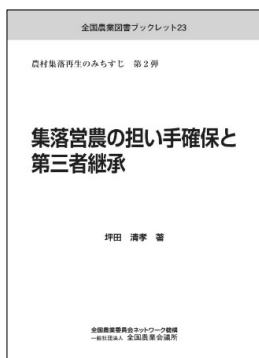 全国農業図書ブックレット23
農村集落再生のみちすじ 第2弾
集落営農の担い手確保と
第三者継承
坪田 清孝 著
全国農業委員会ネットワーク機構
一般社団法人 全国農業会議所